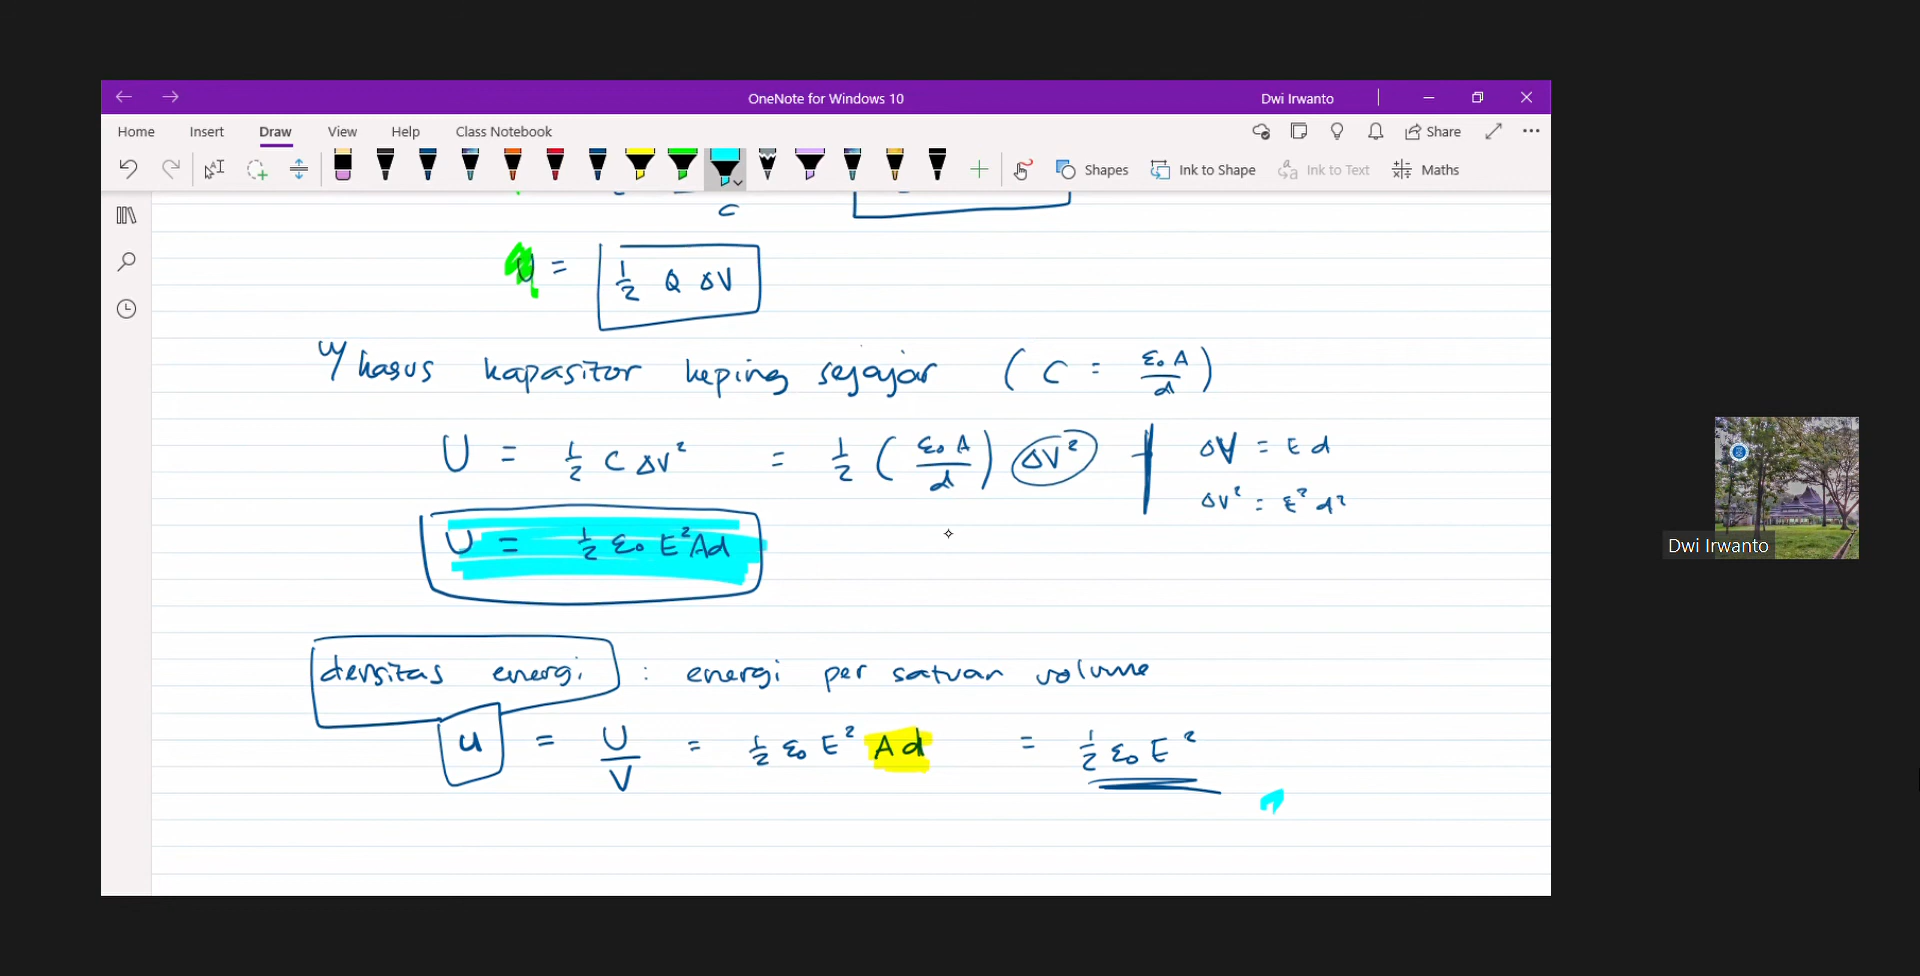 OneNote for Windows 10
Dwi Irwanto
Home Insert Draw View Help Class Notebook
Share
Shapes Ink to Shape Ink to Text Maths
c
U = 1/2 Q ΔV
u/ kasus kapasitor keping sejajar ( C = ε₀ A / d )
U = 1/2 C ΔV² = 1/2 ( ε₀ A / d ) ΔV²
ΔV = E d
ΔV² = E² d²
U = 1/2 ε₀ E² Ad
densitas energi : energi per satuan volume
u = U / V = 1/2 ε₀ E² Ad = 1/2 ε₀ E²
Dwi Irwanto